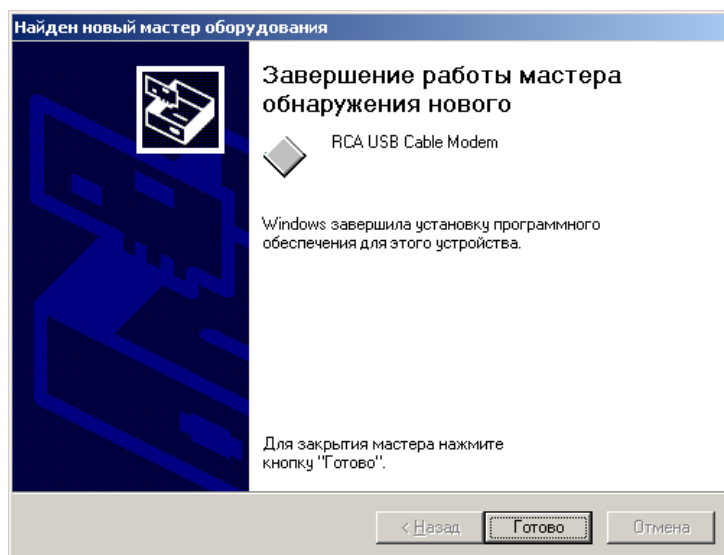 Найден новый мастер оборудования
Завершение работы мастера
обнаружения нового
RCA USB Cable Modem
Windows завершила установку программного
обеспечения для этого устройства.
Для закрытия мастера нажмите
кнопку "Готово".
< Назад
Готово
Отмена